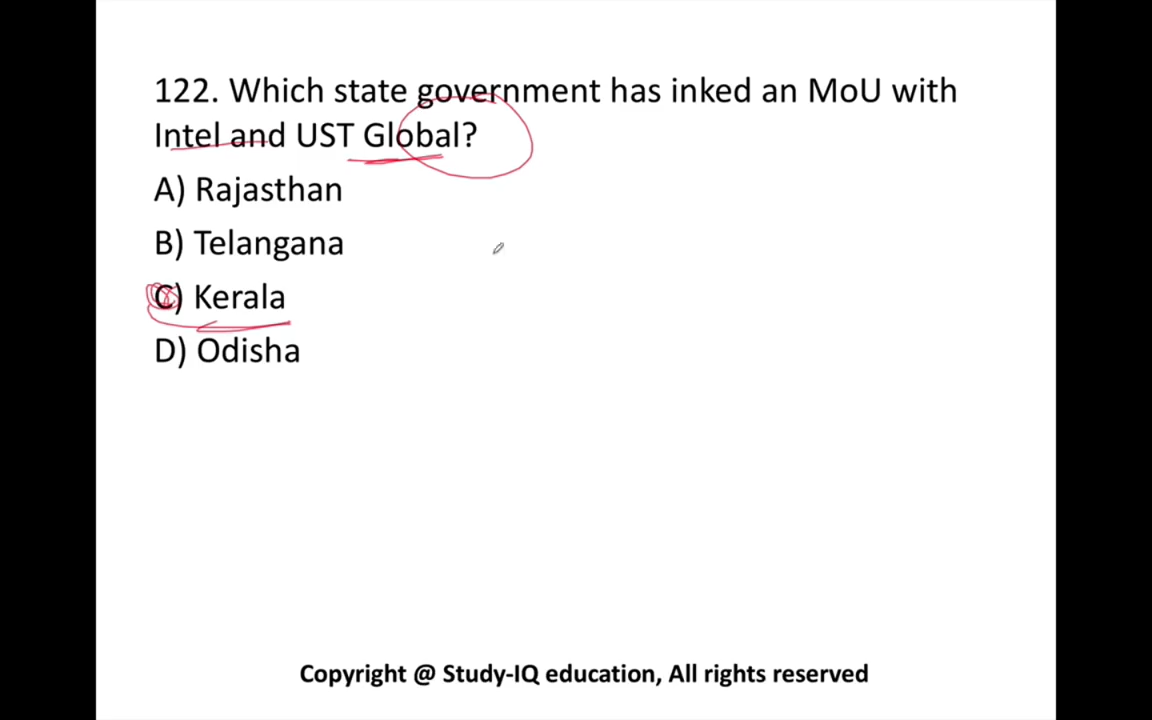 122. Which state government has inked an MoU with
Intel and UST Global?
A) Rajasthan
B) Telangana
C) Kerala
D) Odisha
Copyright @ Study-IQ education, All rights reserved